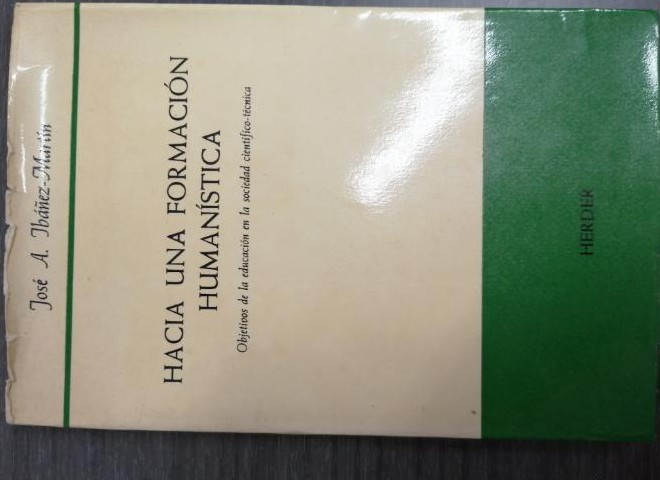 José A. Ibáñez-Martín
HACIA UNA FORMACIÓN
HUMANÍSTICA
Objetivos de la educación en la sociedad científico-técnica
HERDER